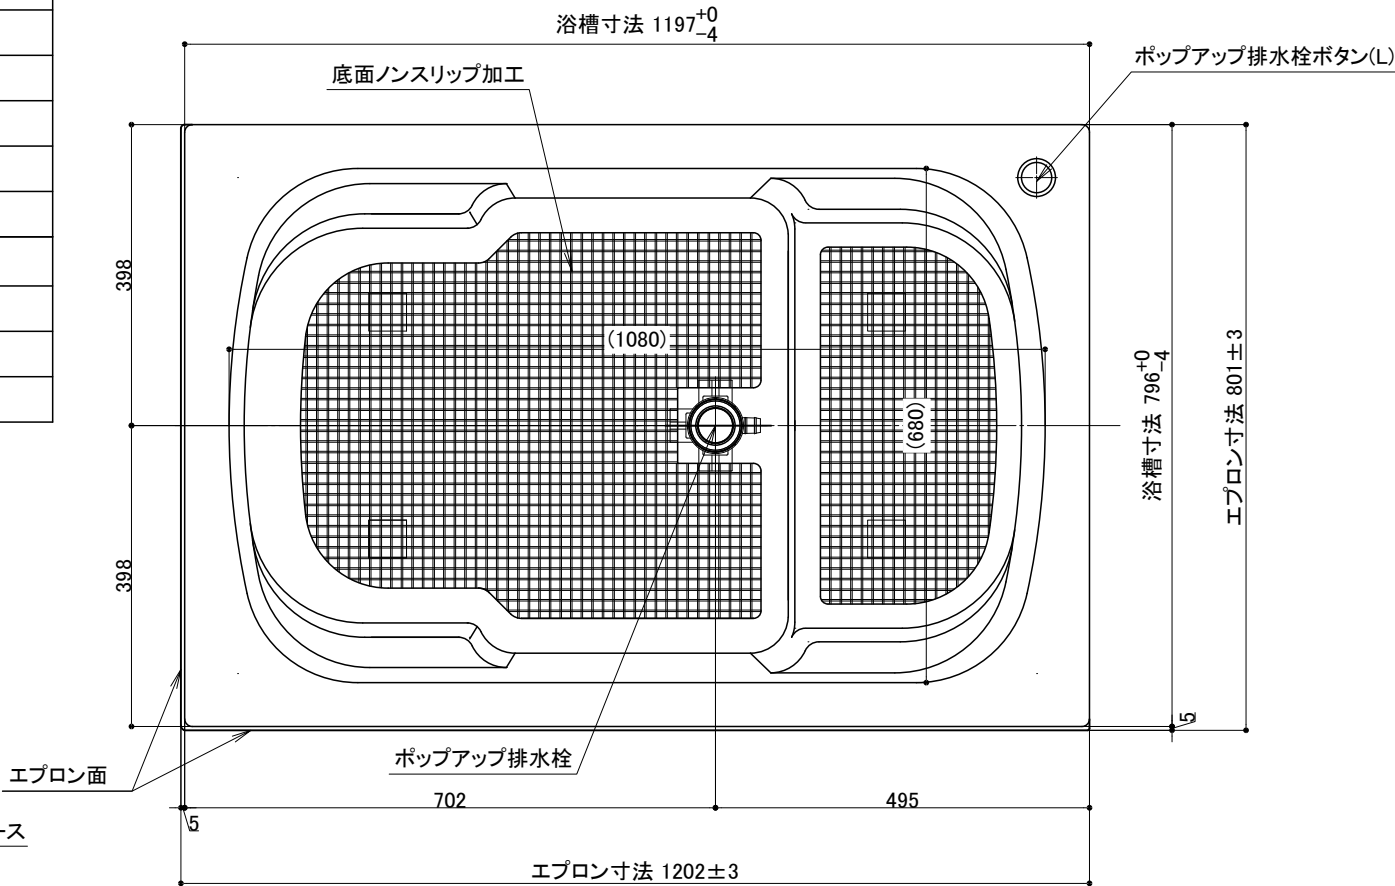 浴槽寸法 1197+0-4
ポップアップ排水栓ボタン(L)
底面ノンスリップ加工
398
(1080)
(680)
浴槽寸法 796+0-4
エプロン寸法 801±3
398
5
ポップアップ排水栓
エプロン面
702
495
5
ース
エプロン寸法 1202±3